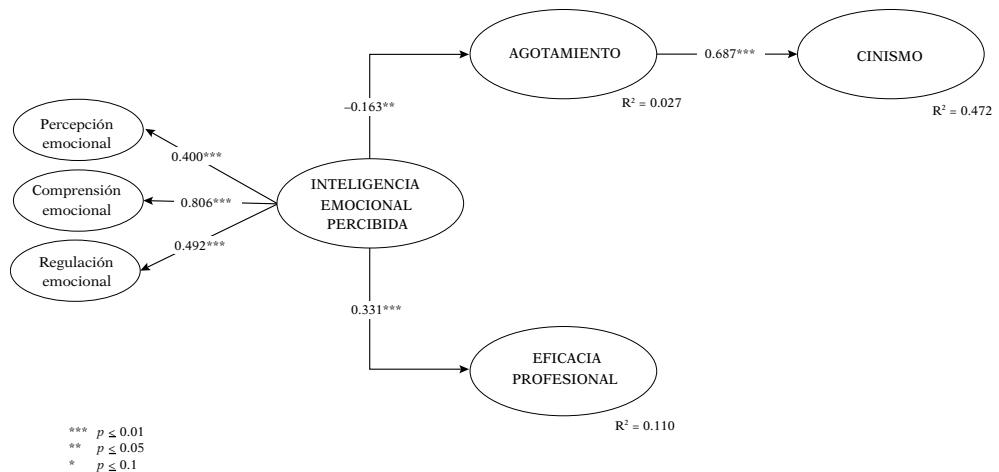 AGOTAMIENTO
0.687***
CINISMO
R² = 0.027
R² = 0.472
–0.163**
Percepción
emocional
0.400***
Comprensión
emocional
0.806***
Regulación
emocional
0.492***
INTELIGENCIA
EMOCIONAL
PERCIBIDA
0.331***
EFICACIA
PROFESIONAL
R² = 0.110
*** p ≤ 0.01
** p ≤ 0.05
* p ≤ 0.1